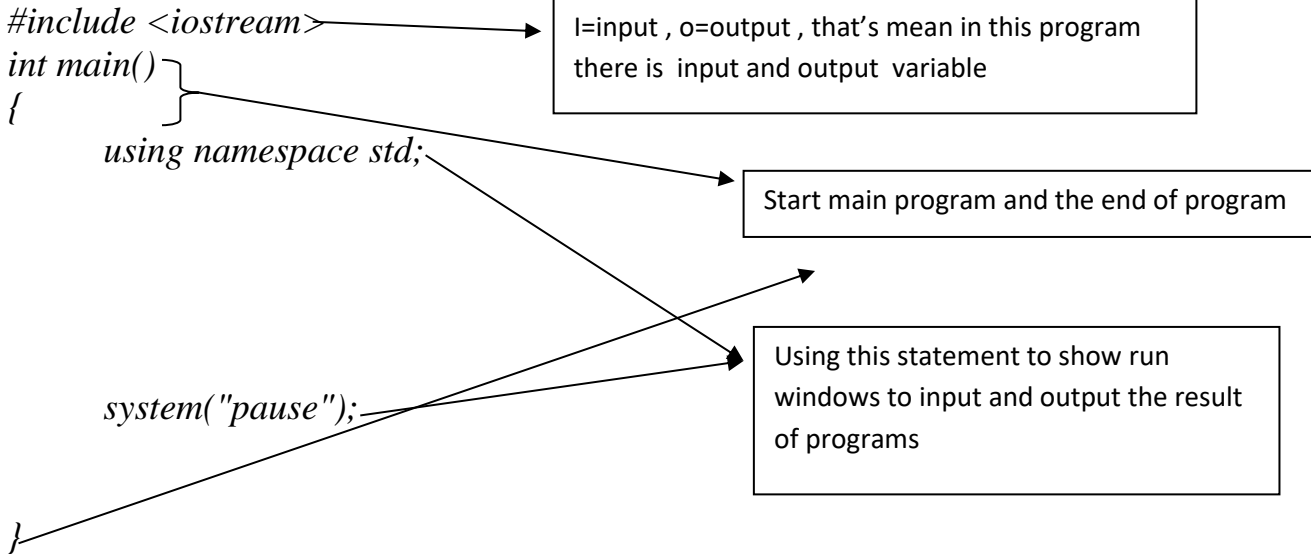 #include <iostream>
int main()
{
using namespace std;
system("pause");
}
I=input , o=output , that’s mean in this program
there is input and output variable
Start main program and the end of program
Using this statement to show run
windows to input and output the result
of programs